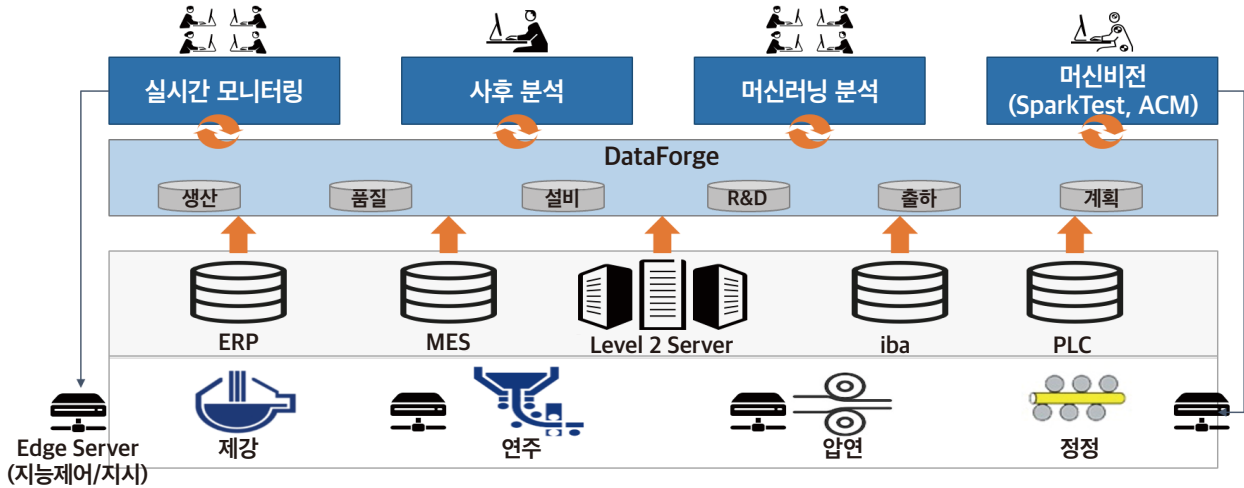 실시간 모니터링
사후 분석
머신러닝 분석
머신비전
(SparkTest, ACM)
DataForge
생산
품질
설비
R&D
출하
계획
ERP
MES
Level 2 Server
iba
PLC
Edge Server
(지능제어/지시)
제강
연주
압연
정정